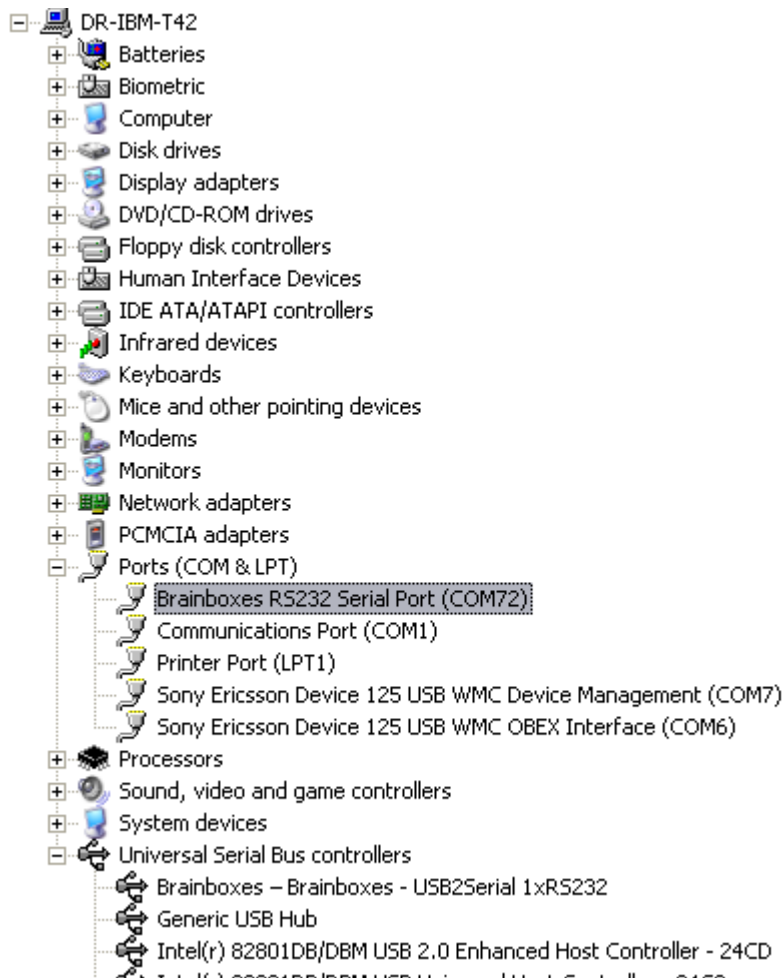 DR-IBM-T42
Batteries
Biometric
Computer
Disk drives
Display adapters
DVD/CD-ROM drives
Floppy disk controllers
Human Interface Devices
IDE ATA/ATAPI controllers
Infrared devices
Keyboards
Mice and other pointing devices
Modems
Monitors
Network adapters
PCMCIA adapters
Ports (COM & LPT)
Brainboxes RS232 Serial Port (COM72)
Communications Port (COM1)
Printer Port (LPT1)
Sony Ericsson Device 125 USB WMC Device Management (COM7)
Sony Ericsson Device 125 USB WMC OBEX Interface (COM6)
Processors
Sound, video and game controllers
System devices
Universal Serial Bus controllers
Brainboxes – Brainboxes - USB2Serial 1xRS232
Generic USB Hub
Intel(r) 82801DB/DBM USB 2.0 Enhanced Host Controller - 24CD